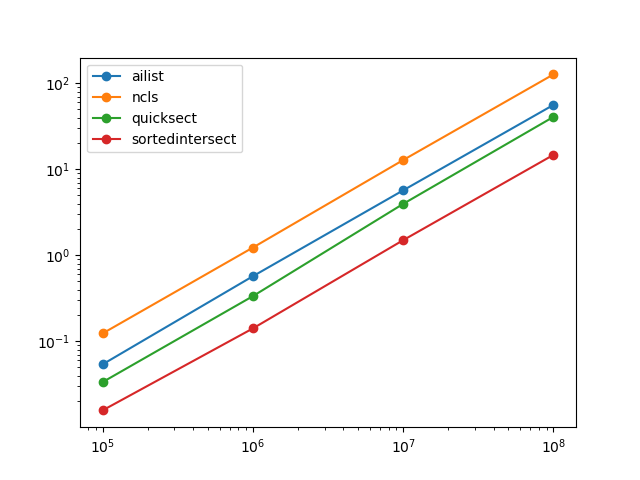 ailist
ncls
quicksect
sortedintersect
10²
10¹
10⁰
10⁻¹
10⁵ 10⁶ 10⁷ 10⁸